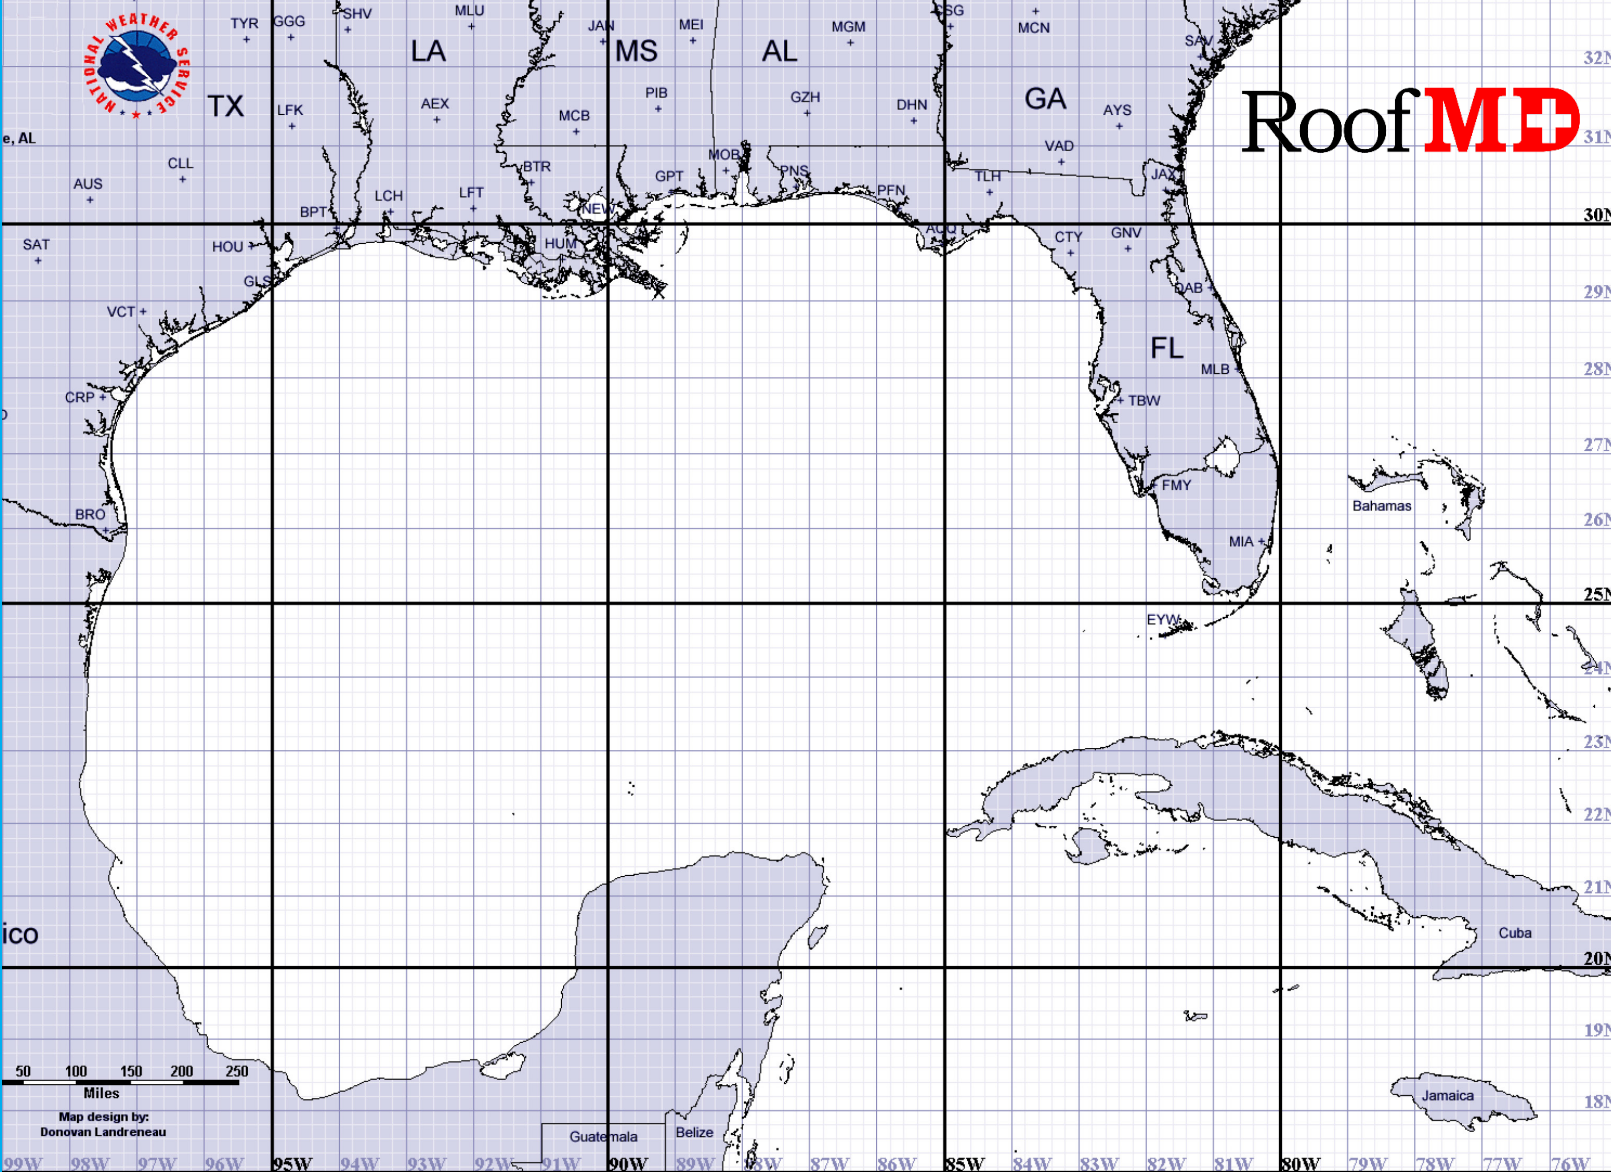 NATIONAL WEATHER SERVICE
RoofMD
TX
LA
MS
AL
GA
FL
TYR
GGG
SHV
MLU
JAN
MEI
MGM
CSG
MCN
SAV
LFK
AEX
MCB
PIB
GZH
DHN
AYS
VAD
e, AL
CLL
AUS
BTR
MOB
GPT
PNS
PFN
TLH
JAX
BPT
LCH
LFT
NEW
SAT
HOU
HUM
AQQ
CTY
GNV
GLS
DAB
VCT
MLB
CRP
TBW
BRO
FMY
MIA
EYW
Bahamas
Cuba
Jamaica
Guatemala
Belize
ico
32N
31N
30N
29N
28N
27N
26N
25N
24N
23N
22N
21N
20N
19N
18N
50 100 150 200 250
Miles
Map design by:
Donovan Landreneau
99W 98W 97W 96W 95W 94W 93W 92W 91W 90W 89W 88W 87W 86W 85W 84W 83W 82W 81W 80W 79W 78W 77W 76W